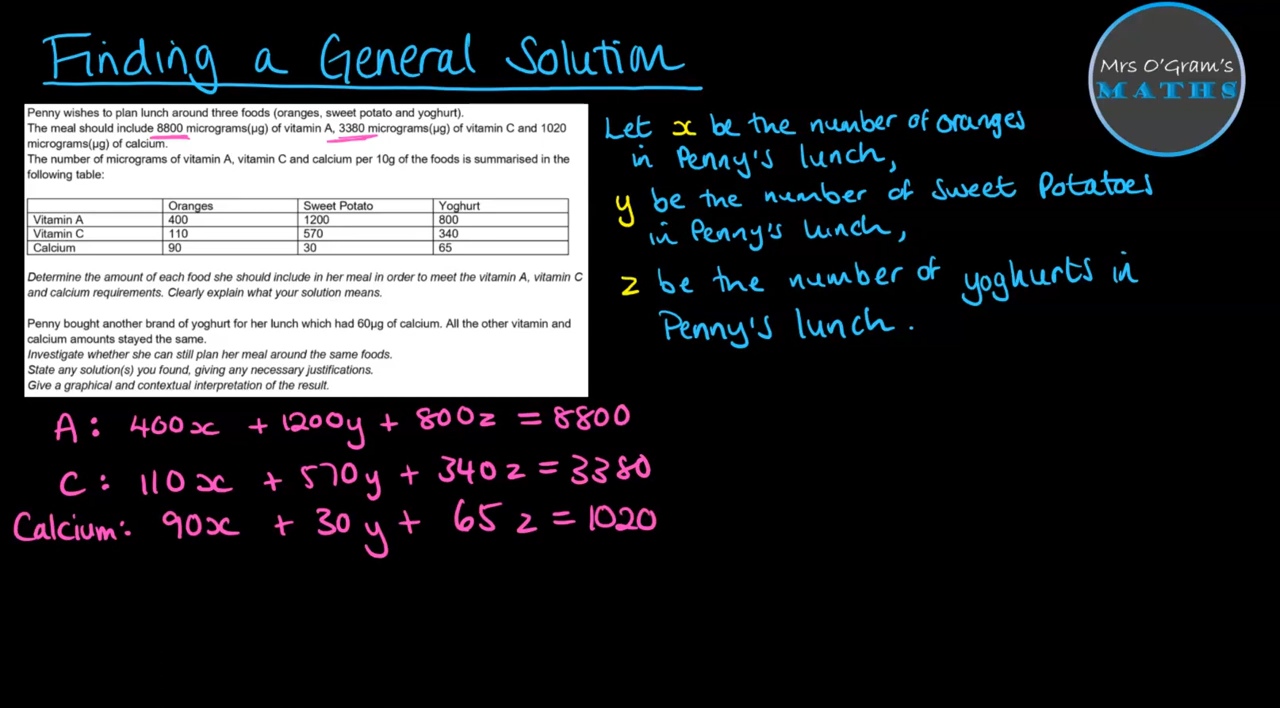 Finding a General Solution
Mrs O'Gram's
MATHS
Penny wishes to plan lunch around three foods (oranges, sweet potato and yoghurt).
The meal should include 8800 micrograms(µg) of vitamin A, 3380 micrograms(µg) of vitamin C and 1020
micrograms(µg) of calcium.
The number of micrograms of vitamin A, vitamin C and calcium per 10g of the foods is summarised in the
following table:
Oranges Sweet Potato Yoghurt
Vitamin A 400 1200 800
Vitamin C 110 570 340
Calcium 90 30 65
Determine the amount of each food she should include in her meal in order to meet the vitamin A, vitamin C
and calcium requirements. Clearly explain what your solution means.
Penny bought another brand of yoghurt for her lunch which had 60µg of calcium. All the other vitamin and
calcium amounts stayed the same.
Investigate whether she can still plan her meal around the same foods.
State any solution(s) you found, giving any necessary justifications.
Give a graphical and contextual interpretation of the result.
Let x be the number of oranges
in Penny's lunch,
y be the number of sweet Potatoes
in Penny's lunch,
z be the number of yoghurts in
Penny's lunch.
A: 400x + 1200y + 800z = 8800
C: 110x + 570y + 340z = 3380
Calcium: 90x + 30y + 65z = 1020